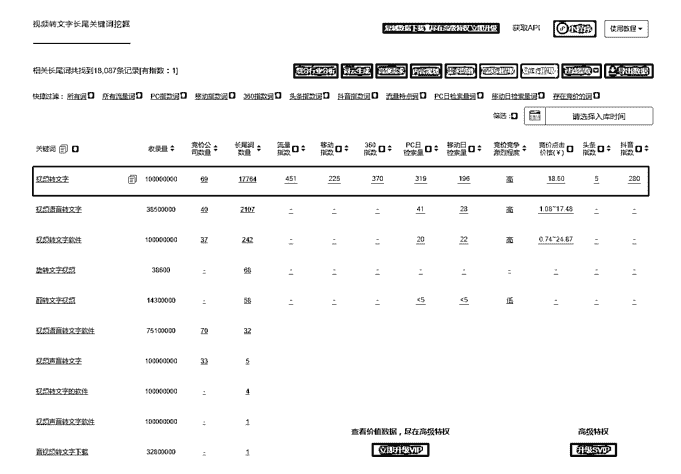 视频转文字长尾关键词挖掘
获取API
使用教程
相关长尾词共找到18,087条记录[有指数：1]
快捷过滤：所有词 所有流量词 PC指数词 移动指数词 360指数词 头条指数词 抖音指数词 流量特点词 PC日检索量词 移动日检索量词 存在竞价的词
筛选： 请选择入库时间
关键词 收录量 竞价公司数量 长尾词数量 流量指数 移动指数 360指数 PC日检索量 移动日检索量 竞价竞争激烈程度 竞价点击价格(￥) 头条指数 抖音指数
视频转文字 100000000 69 17764 451 225 370 319 196 高 5 280
视频语音转文字 49 2107 - - - 41 28 高 1.08~17.48 - -
视频转文字软件 100000000 37 242 - - - 20 22 高 0.74~24.87 - -
38600 - 68 - - - - - - - - -
14300000 - 58 - - - <5 <5 低 - - -
视频语音转文字软件 75100000 79 32
视频声音转文字 100000000 33 5
视频转文字的软件 100000000 - 4
视频声音转文字软件 100000000 - 1
查看价值数据，尽在高级特权
高级特权
音视频转文字下载 32800000 - 1
立即升级VIP
升级SVIP